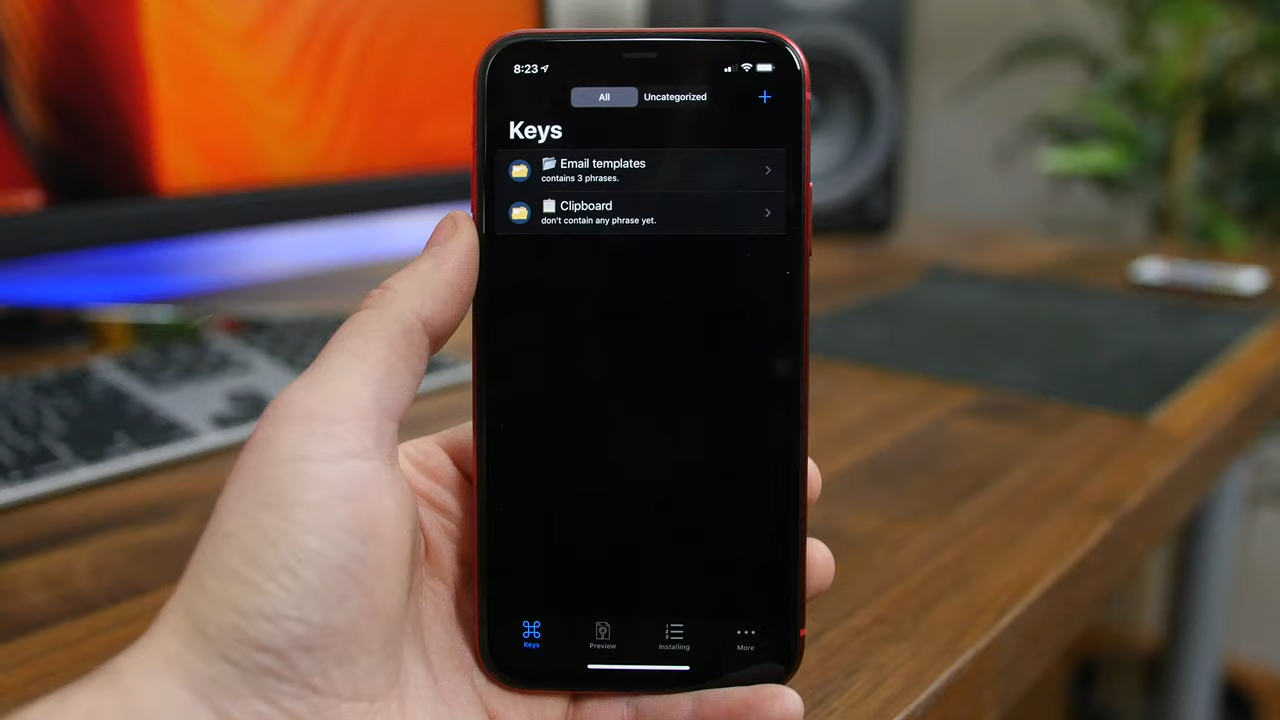 8:23
All Uncategorized +
Keys
Email templates
contains 3 phrases.
Clipboard
don't contain any phrase yet.
Keys Preview Installing More